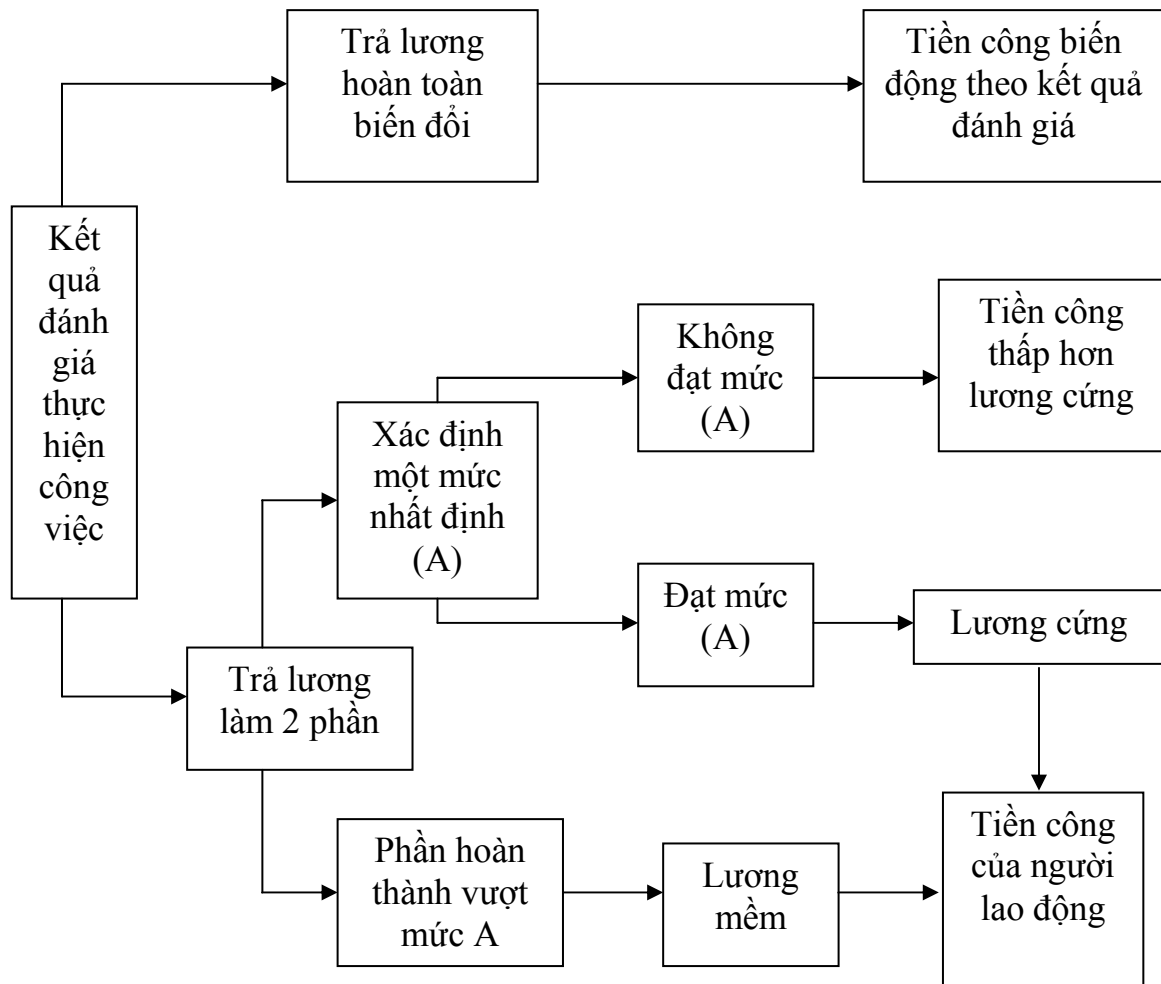 Trả lương
hoàn toàn
biến đổi
Tiền công biến
động theo kết quả
đánh giá
Kết
quả
đánh
giá
thực
hiện
công
việc
Không
đạt mức
(A)
Tiền công
thấp hơn
lương cứng
Xác định
một mức
nhất định
(A)
Đạt mức
(A)
Lương cứng
Trả lương
làm 2 phần
Phần hoàn
thành vượt
mức A
Lương
mềm
Tiền công
của người
lao động